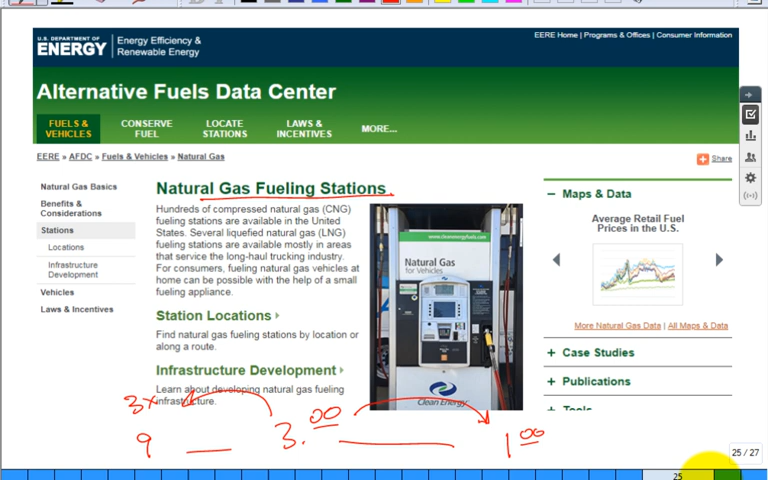 U.S. DEPARTMENT OF
ENERGY
Energy Efficiency &
Renewable Energy
EERE Home | Programs & Offices | Consumer Information
Alternative Fuels Data Center
FUELS &
VEHICLES
CONSERVE
FUEL
LOCATE
STATIONS
LAWS &
INCENTIVES
MORE...
EERE » AFDC » Fuels & Vehicles » Natural Gas
Share
Natural Gas Basics
Benefits &
Considerations
Stations
Locations
Infrastructure
Development
Vehicles
Laws & Incentives
Natural Gas Fueling Stations
Hundreds of compressed natural gas (CNG)
fueling stations are available in the United
States. Several liquefied natural gas (LNG)
fueling stations are available mostly in areas
that service the long-haul trucking industry.
For consumers, fueling natural gas vehicles at
home can be possible with the help of a small
fueling appliance.
Station Locations
Find natural gas fueling stations by location or
along a route.
Infrastructure Development
Learn about developing natural gas fueling
infrastructure.
www.cleanenergyfuels.com
Natural Gas
for Vehicles
Clean Energy
Maps & Data
Average Retail Fuel
Prices in the U.S.
More Natural Gas Data | All Maps & Data
Case Studies
Publications
Tools
3x
9 3.00 1 00
25 / 27
25